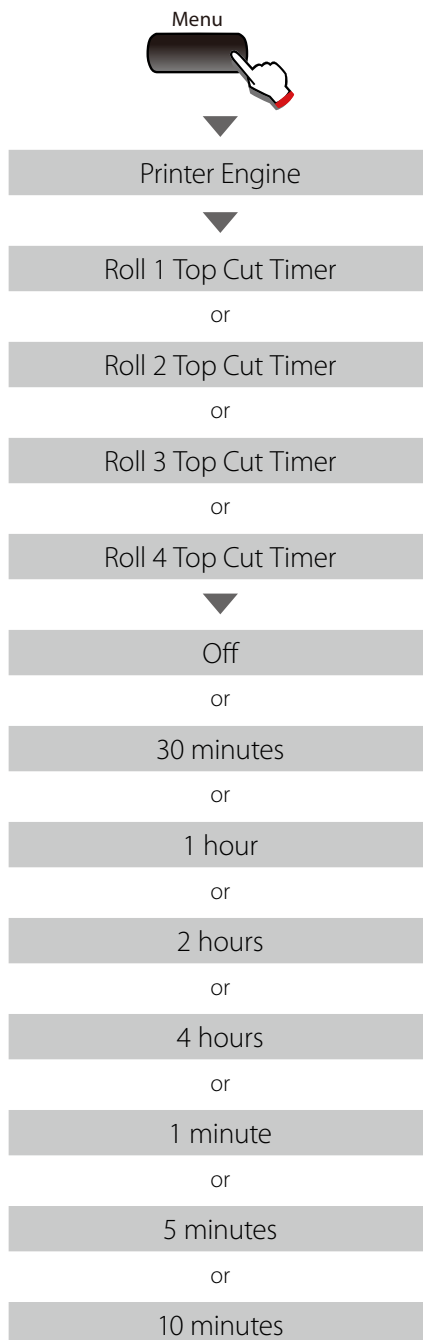 Menu
Printer Engine
Roll 1 Top Cut Timer
or
Roll 2 Top Cut Timer
or
Roll 3 Top Cut Timer
or
Roll 4 Top Cut Timer
Off
or
30 minutes
or
1 hour
or
2 hours
or
4 hours
or
1 minute
or
5 minutes
or
10 minutes